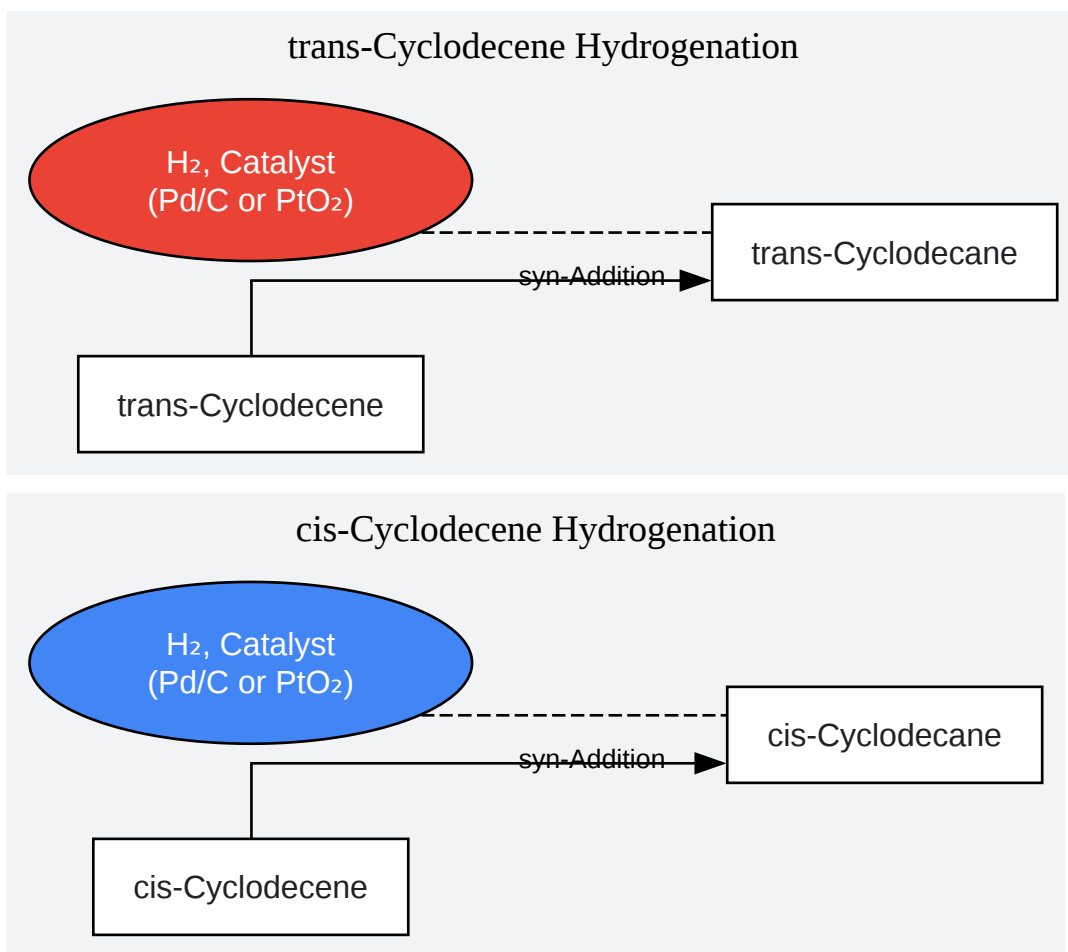 trans-Cyclodecene Hydrogenation
H₂, Catalyst
(Pd/C or PtO₂)
trans-Cyclodecane
syn-Addition
trans-Cyclodecene
cis-Cyclodecene Hydrogenation
H₂, Catalyst
(Pd/C or PtO₂)
cis-Cyclodecane
syn-Addition
cis-Cyclodecene